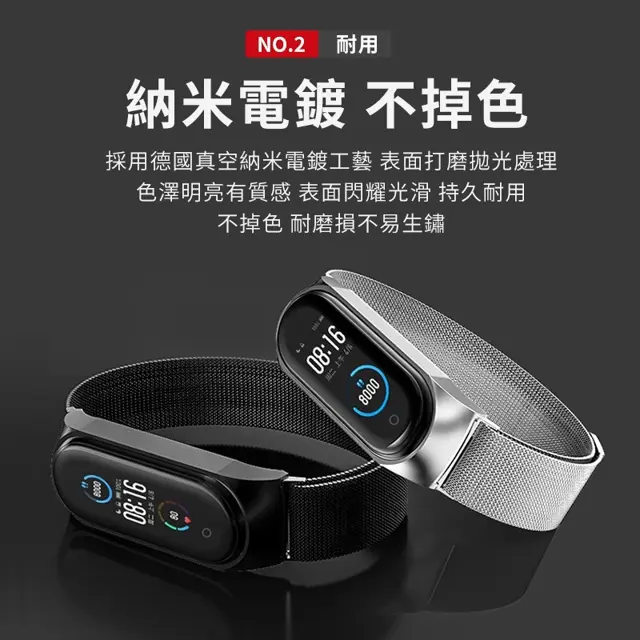 NO.2 耐用
納米電鍍 不掉色
採用德國真空納米電鍍工藝 表面打磨拋光處理
色澤明亮有質感 表面閃耀光滑 持久耐用
不掉色 耐磨損不易生鏽
08:16
8000
8000
08:16
80